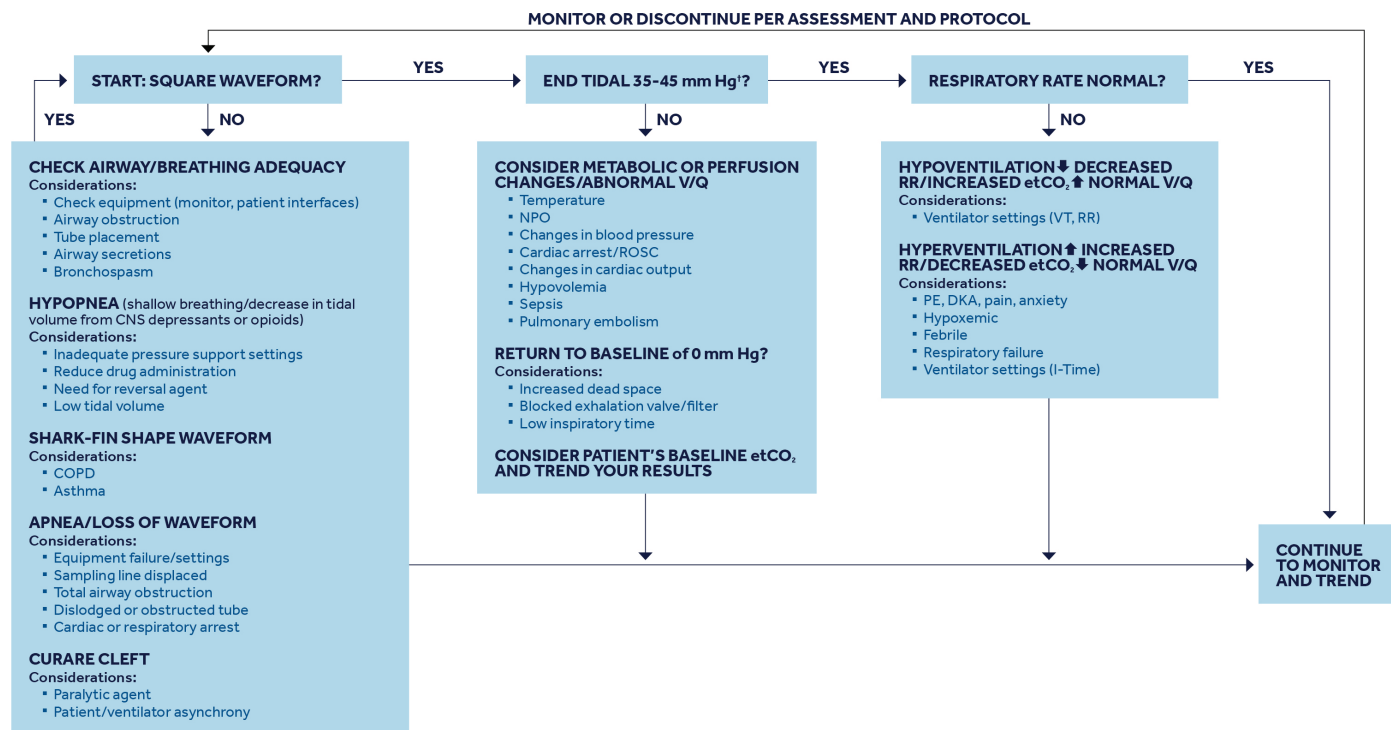 MONITOR OR DISCONTINUE PER ASSESSMENT AND PROTOCOL
START: SQUARE WAVEFORM?
YES
END TIDAL 35-45 mm Hg†?
YES
RESPIRATORY RATE NORMAL?
YES
YES
NO
NO
NO
CHECK AIRWAY/BREATHING ADEQUACY
Considerations:
▪ Check equipment (monitor, patient interfaces)
▪ Airway obstruction
▪ Tube placement
▪ Airway secretions
▪ Bronchospasm
HYPOPNEA (shallow breathing/decrease in tidal
volume from CNS depressants or opioids)
Considerations:
▪ Inadequate pressure support settings
▪ Reduce drug administration
▪ Need for reversal agent
▪ Low tidal volume
SHARK-FIN SHAPE WAVEFORM
Considerations:
▪ COPD
▪ Asthma
APNEA/LOSS OF WAVEFORM
Considerations:
▪ Equipment failure/settings
▪ Sampling line displaced
▪ Total airway obstruction
▪ Dislodged or obstructed tube
▪ Cardiac or respiratory arrest
CURARE CLEFT
Considerations:
▪ Paralytic agent
▪ Patient/ventilator asynchrony
CONSIDER METABOLIC OR PERFUSION
CHANGES/ABNORMAL V/Q
▪ Temperature
▪ NPO
▪ Changes in blood pressure
▪ Cardiac arrest/ROSC
▪ Changes in cardiac output
▪ Hypovolemia
▪ Sepsis
▪ Pulmonary embolism
RETURN TO BASELINE of 0 mm Hg?
Considerations:
▪ Increased dead space
▪ Blocked exhalation valve/filter
▪ Low inspiratory time
CONSIDER PATIENT'S BASELINE etCO₂
AND TREND YOUR RESULTS
HYPOVENTILATION⬇ DECREASED
RR/INCREASED etCO₂⬆ NORMAL V/Q
Considerations:
▪ Ventilator settings (VT, RR)
HYPERVENTILATION⬆ INCREASED
RR/DECREASED etCO₂⬇ NORMAL V/Q
Considerations:
▪ PE, DKA, pain, anxiety
▪ Hypoxemic
▪ Febrile
▪ Respiratory failure
▪ Ventilator settings (I-Time)
CONTINUE
TO MONITOR
AND TREND